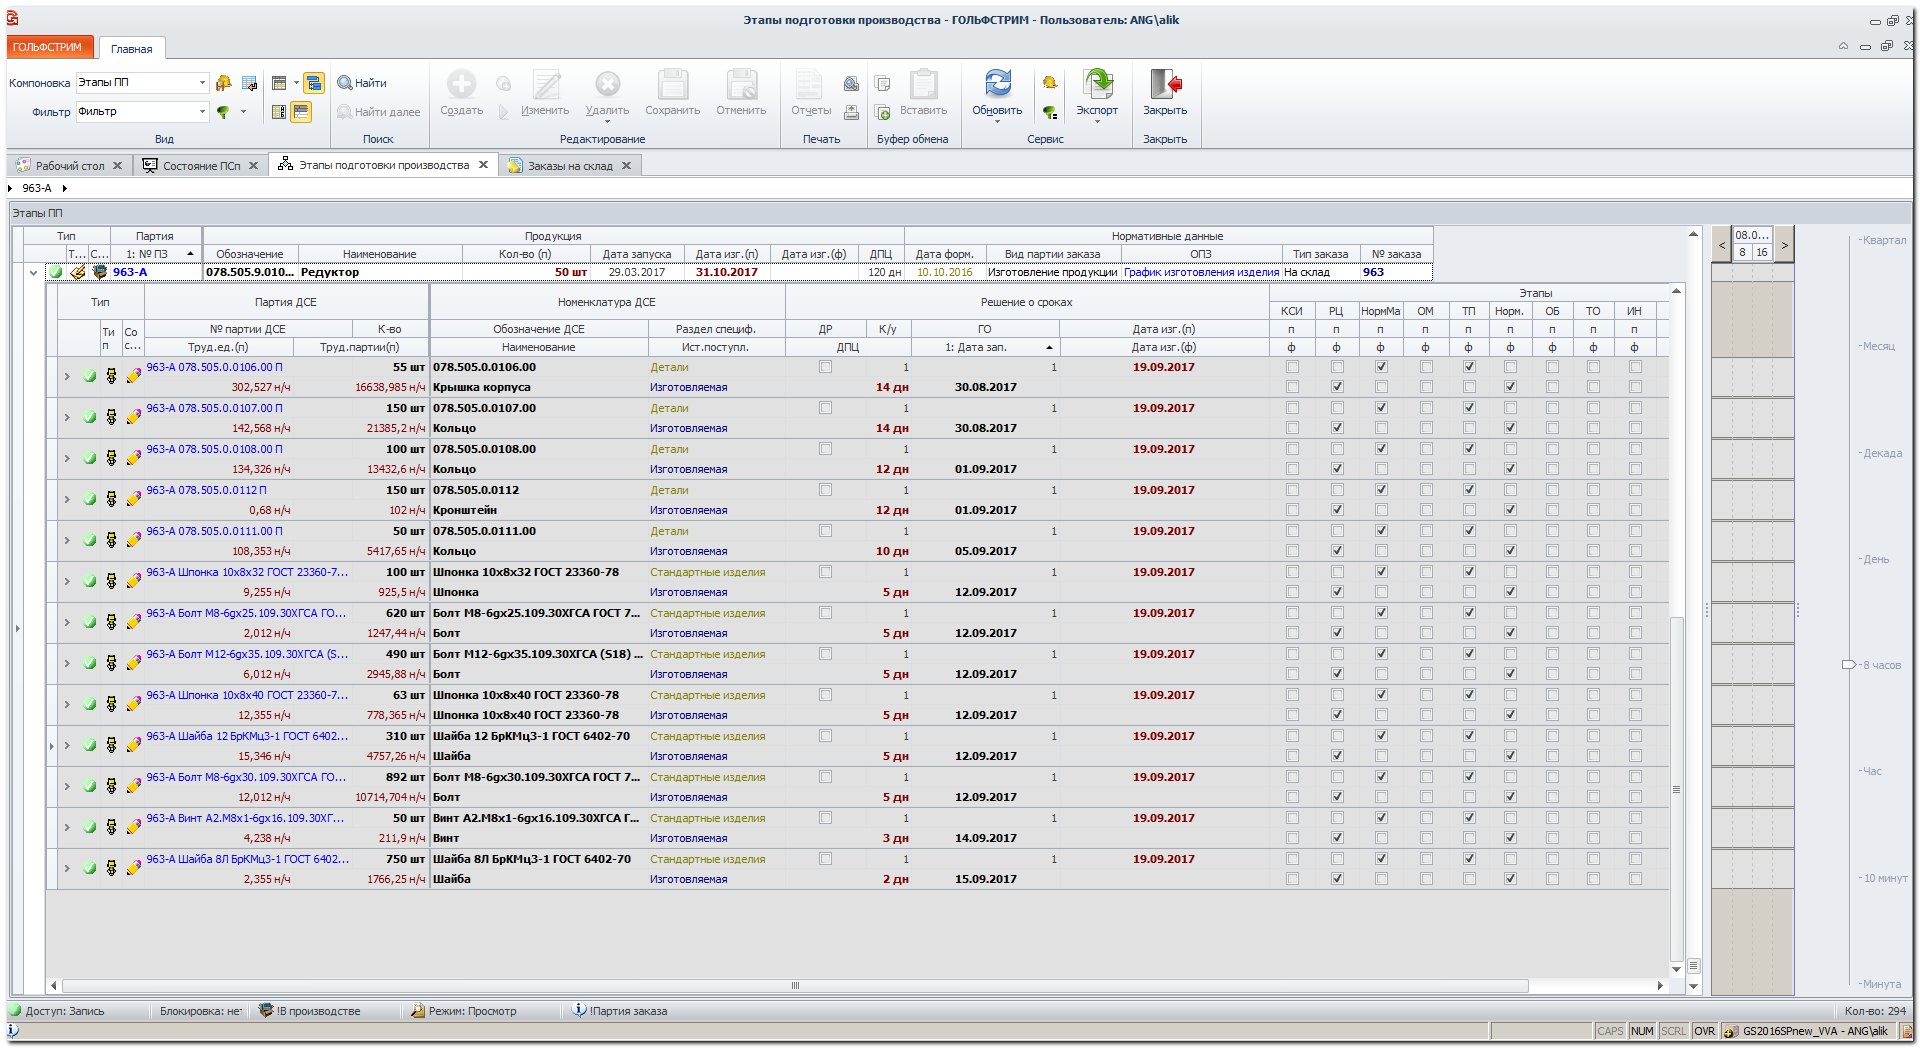 Этапы подготовки производства - ГОЛЬФСТРИМ - Пользователь: ANG\alik
ГОЛЬФСТРИМ Главная
Компоновка Этапы ПП Найти
Фильтр Фильтр Найти далее
Создать Изменить Удалить Сохранить Отменить Отчеты Вставить Обновить Экспорт Закрыть
Вид Поиск Редактирование Печать Буфер обмена Сервис Закрыть
Рабочий стол Состояние ПСп Этапы подготовки производства Заказы на склад
963-А
Этапы ПП
Тип Партия Продукция Нормативные данные
Т... С... 1: № ПЗ Обозначение Наименование Кол-во (п) Дата запуска Дата изг.(п) Дата изг.(ф) ДПЦ Дата форм. Вид партии заказа ОПЗ Тип заказа № заказа
963-А 078.505.9.010... Редуктор 50 шт 29.03.2017 31.10.2017 120 дн 10.10.2016 Изготовление продукции График изготовления изделия На склад 963
Тип Партия ДСЕ Номенклатура ДСЕ Решение о сроках Этапы
КСИ РЦ НормМа ОМ ТП Норм. ОБ ТО ИН
Ти п Со с... № партии ДСЕ К-во Обозначение ДСЕ Раздел специф. ДР К/у ГО Дата изг.(п) п п п п п п п п п
Труд.ед.(п) Труд.партии(п) Наименование Ист.поступл. ДПЦ 1: Дата зап. Дата изг.(ф) ф ф ф ф ф ф ф ф ф
963-А 078.505.0.0106.00 П 55 шт 078.505.0.0106.00 Детали 1 1 19.09.2017
302,527 н/ч 16638,985 н/ч Крышка корпуса Изготовляемая 14 дн 30.08.2017
963-А 078.505.0.0107.00 П 150 шт 078.505.0.0107.00 Детали 1 1 19.09.2017
142,568 н/ч 21385,2 н/ч Кольцо Изготовляемая 14 дн 30.08.2017
963-А 078.505.0.0108.00 П 100 шт 078.505.0.0108.00 Детали 1 1 19.09.2017
134,326 н/ч 13432,6 н/ч Кольцо Изготовляемая 12 дн 01.09.2017
963-А 078.505.0.0112 П 150 шт 078.505.0.0112 Детали 1 1 19.09.2017
0,68 н/ч 102 н/ч Кронштейн Изготовляемая 12 дн 01.09.2017
963-А 078.505.0.0111.00 П 50 шт 078.505.0.0111.00 Детали 1 1 19.09.2017
108,353 н/ч 5417,65 н/ч Кольцо Изготовляемая 10 дн 05.09.2017
963-А Шпонка 10х8х32 ГОСТ 23360-7... 100 шт Шпонка 10х8х32 ГОСТ 23360-78 Стандартные изделия 1 1 19.09.2017
9,255 н/ч 925,5 н/ч Шпонка Изготовляемая 5 дн 12.09.2017
963-А Болт М8-6gх25.109.30ХГСА ГО... 620 шт Болт М8-6gх25.109.30ХГСА ГОСТ 7... Стандартные изделия 1 1 19.09.2017
2,012 н/ч 1247,44 н/ч Болт Изготовляемая 5 дн 12.09.2017
963-А Болт М12-6gх35.109.30ХГСА (S... 490 шт Болт М12-6gх35.109.30ХГСА (S18) ... Стандартные изделия 1 1 19.09.2017
6,012 н/ч 2945,88 н/ч Болт Изготовляемая 5 дн 12.09.2017
963-А Шпонка 10х8х40 ГОСТ 23360-7... 63 шт Шпонка 10х8х40 ГОСТ 23360-78 Стандартные изделия 1 1 19.09.2017
12,355 н/ч 778,365 н/ч Шпонка 10х8х40 ГОСТ 23360-78 Изготовляемая 5 дн 12.09.2017
963-А Шайба 12 БрКМц3-1 ГОСТ 6402... 310 шт Шайба 12 БрКМц3-1 ГОСТ 6402-70 Стандартные изделия 1 1 19.09.2017
15,346 н/ч 4757,26 н/ч Шайба Изготовляемая 5 дн 12.09.2017
963-А Болт М8-6gх30.109.30ХГСА ГО... 892 шт Болт М8-6gх30.109.30ХГСА ГОСТ 7... Стандартные изделия 1 1 19.09.2017
12,012 н/ч 10714,704 н/ч Болт Изготовляемая 5 дн 12.09.2017
963-А Винт А2.М8х1-6gх16.109.30ХГ... 50 шт Винт А2.М8х1-6gх16.109.30ХГСА Г... Стандартные изделия 1 1 19.09.2017
4,238 н/ч 211,9 н/ч Винт Изготовляемая 3 дн 14.09.2017
963-А Шайба 8Л БрКМц3-1 ГОСТ 6402... 750 шт Шайба 8Л БрКМц3-1 ГОСТ 6402-70 Стандартные изделия 1 1 19.09.2017
2,355 н/ч 1766,25 н/ч Шайба Изготовляемая 2 дн 15.09.2017
< 08.0... >
8 16
Квартал
Месяц
Декада
День
8 часов
Час
10 минут
Минута
Доступ: Запись Блокировка: нет !В производстве Режим: Просмотр !Партия заказа Кол-во: 294
CAPS NUM SCRL OVR GS2016SPnew_VVA - ANG\alik